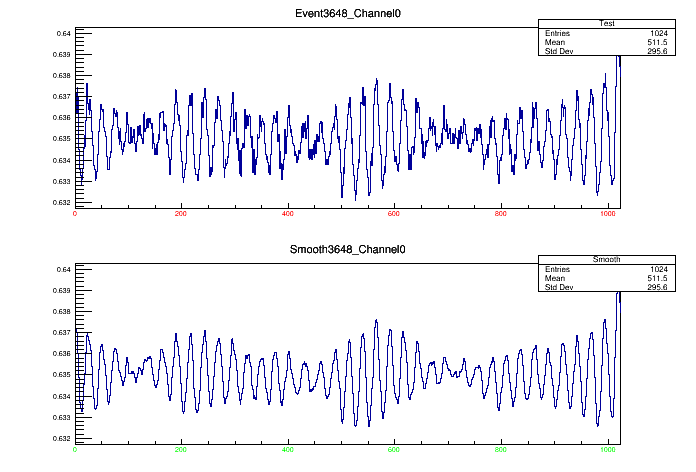 Event3648_Channel0
Test
Entries 1024
Mean 511.5
Std Dev 295.6
0.64
0.639
0.638
0.637
0.636
0.635
0.634
0.633
0.632
0 200 400 600 800 1000
Smooth3648_Channel0
Smooth
Entries 1024
Mean 511.5
Std Dev 295.6
0.64
0.639
0.638
0.637
0.636
0.635
0.634
0.633
0.632
0 200 400 600 800 1000